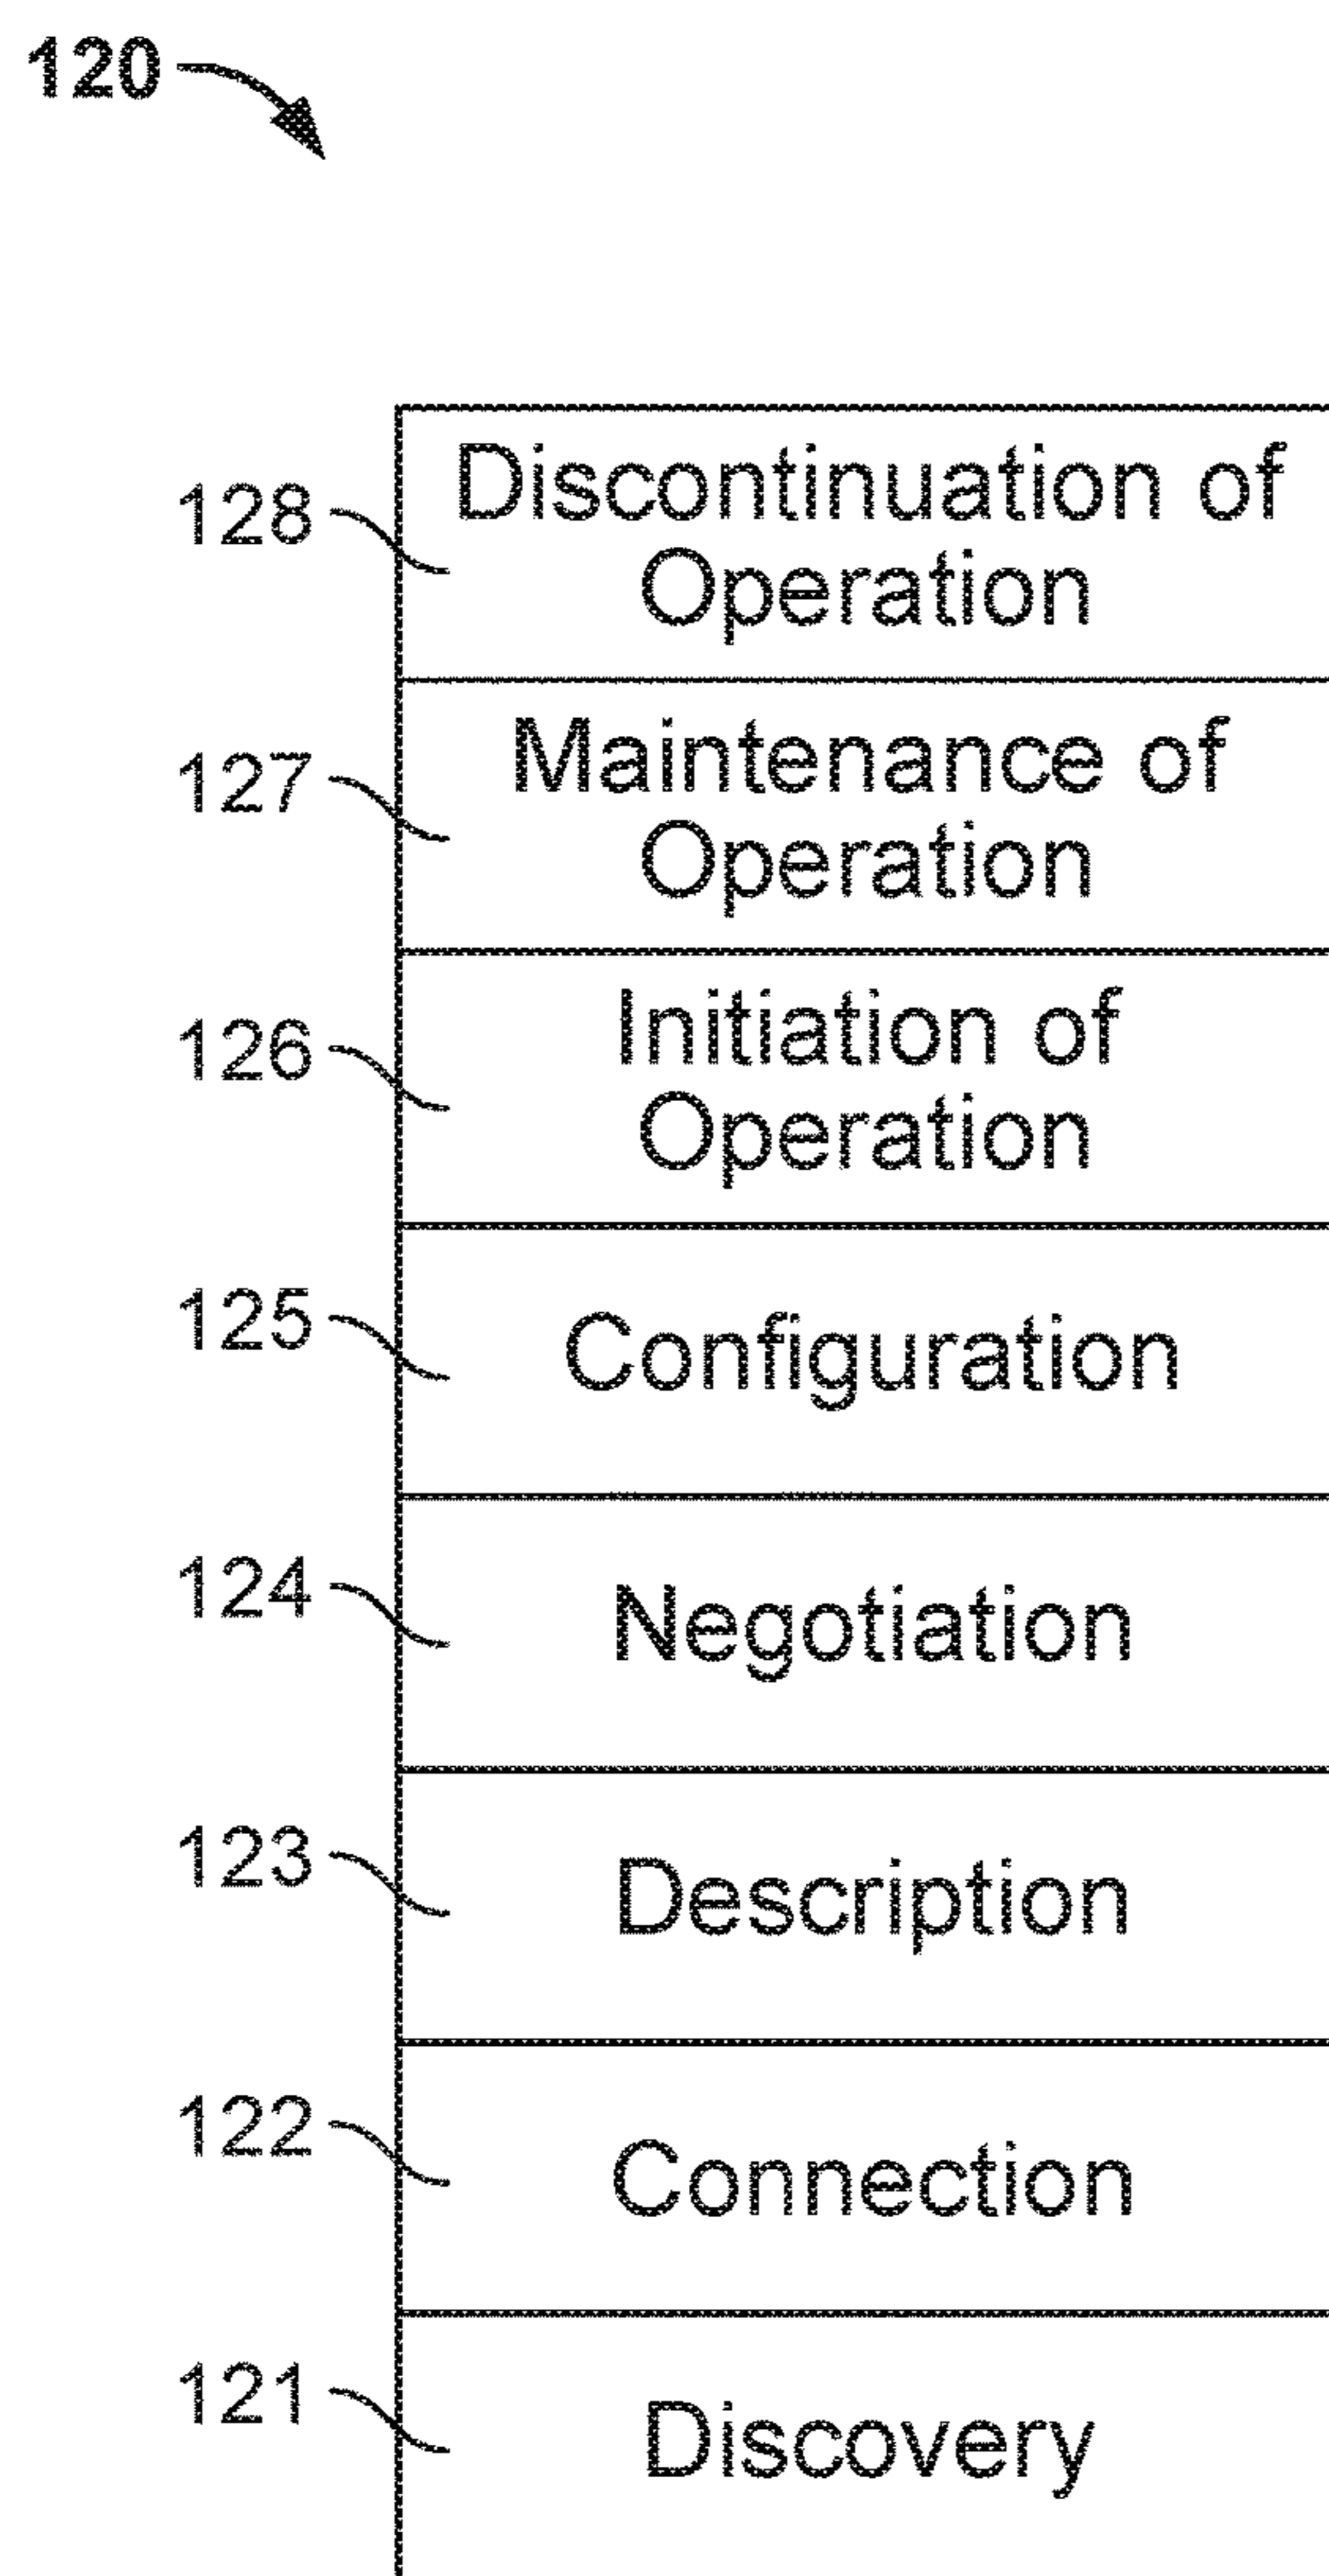 120
128
Discontinuation of
Operation
127
Maintenance of
Operation
126
Initiation of
Operation
125
Configuration
124
Negotiation
123
Description
122
Connection
121
Discovery